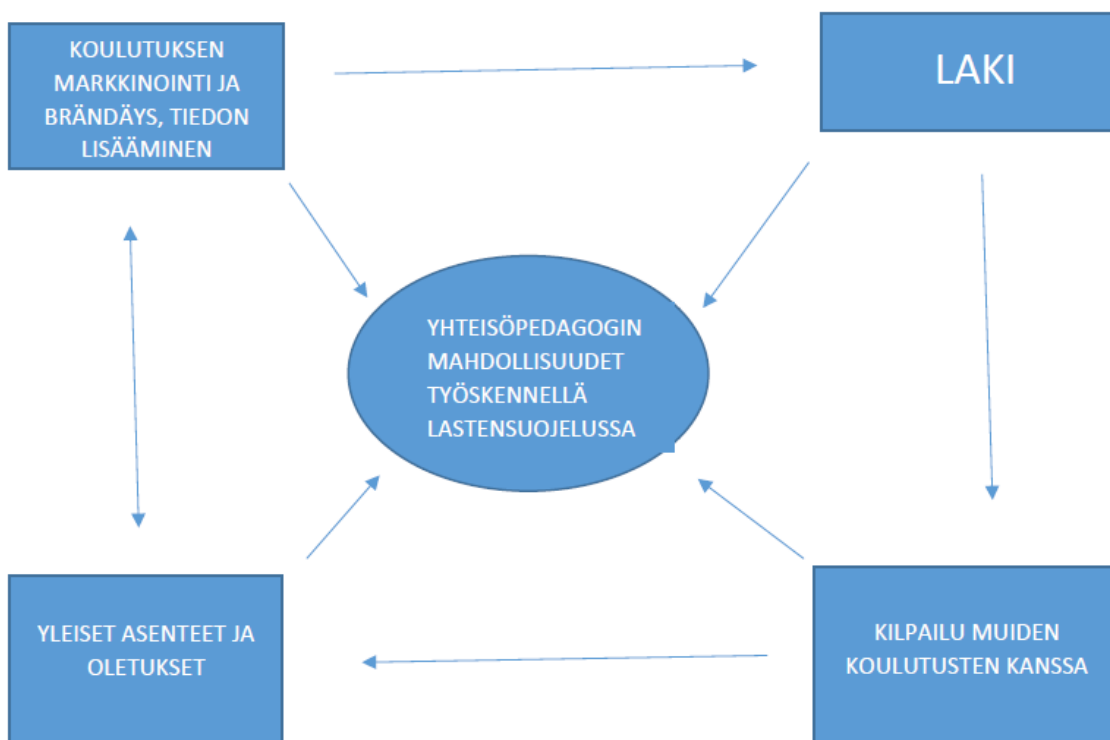 KOULUTUKSEN
MARKKINOINTI JA
BRÄNDÄYS, TIEDON
LISÄÄMINEN
LAKI
YHTEISÖPEDAGOGIN
MAHDOLLISUUDET
TYÖSKENNELLÄ
LASTENSUOJELUSSA
YLEISET ASENTEET JA
OLETUKSET
KILPAILU MUIDEN
KOULUTUSTEN KANSSA